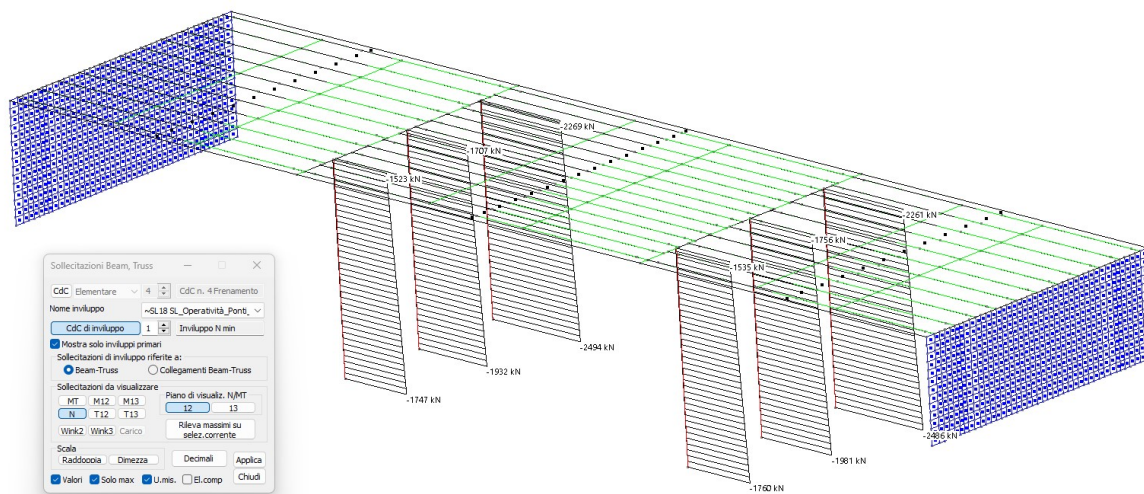 -2269 kN
-1707 kN
-1523 kN
-2261 kN
-1756 kN
-1535 kN
-2494 kN
-1932 kN
-1747 kN
-2486 kN
-1981 kN
-1760 kN
Sollecitazioni Beam, Truss
CdC Elementare 4 CdC n. 4 Frenamento
Nome inviluppo ~SL18 SL_Operatività_Ponti_
CdC di inviluppo 1 Inviluppo N min
Mostra solo inviluppi primari
Sollecitazioni di inviluppo riferite a:
Beam-Truss Collegamenti Beam-Truss
Sollecitazioni da visualizzare
MT M12 M13
N T12 T13
Wink2 Wink3 Carico
Piano di visualiz. N/MT
12 13
Rileva massimi su
selez.corrente
Scala
Raddoppia Dimezza
Decimali
Applica
Valori Solo max U.mis. El.comp
Chiudi